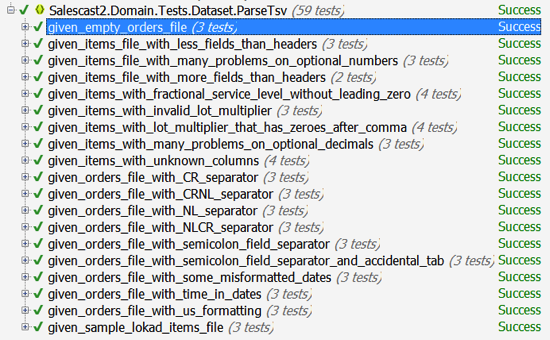 Salescast2.Domain.Tests.Dataset.ParseTsv (59 tests) Success
given_empty_orders_file (3 tests) Success
given_items_file_with_less_fields_than_headers (3 tests) Success
given_items_file_with_many_problems_on_optional_numbers (3 tests) Success
given_items_file_with_more_fields_than_headers (2 tests) Success
given_items_with_fractional_service_level_without_leading_zero (4 tests) Success
given_items_with_invalid_lot_multiplier (3 tests) Success
given_items_with_lot_multiplier_that_has_zeroes_after_comma (4 tests) Success
given_items_with_many_problems_on_optional_decimals (3 tests) Success
given_items_with_unknown_columns (4 tests) Success
given_orders_file_with_CR_separator (3 tests) Success
given_orders_file_with_CRNL_separator (3 tests) Success
given_orders_file_with_NL_separator (3 tests) Success
given_orders_file_with_NLCR_separator (3 tests) Success
given_orders_file_with_semicolon_field_separator (3 tests) Success
given_orders_file_with_semicolon_field_separator_and_accidental_tab (3 tests) Success
given_orders_file_with_some_misformatted_dates (3 tests) Success
given_orders_file_with_time_in_dates (3 tests) Success
given_orders_file_with_us_formatting (3 tests) Success
given_sample_lokad_items_file (3 tests) Success